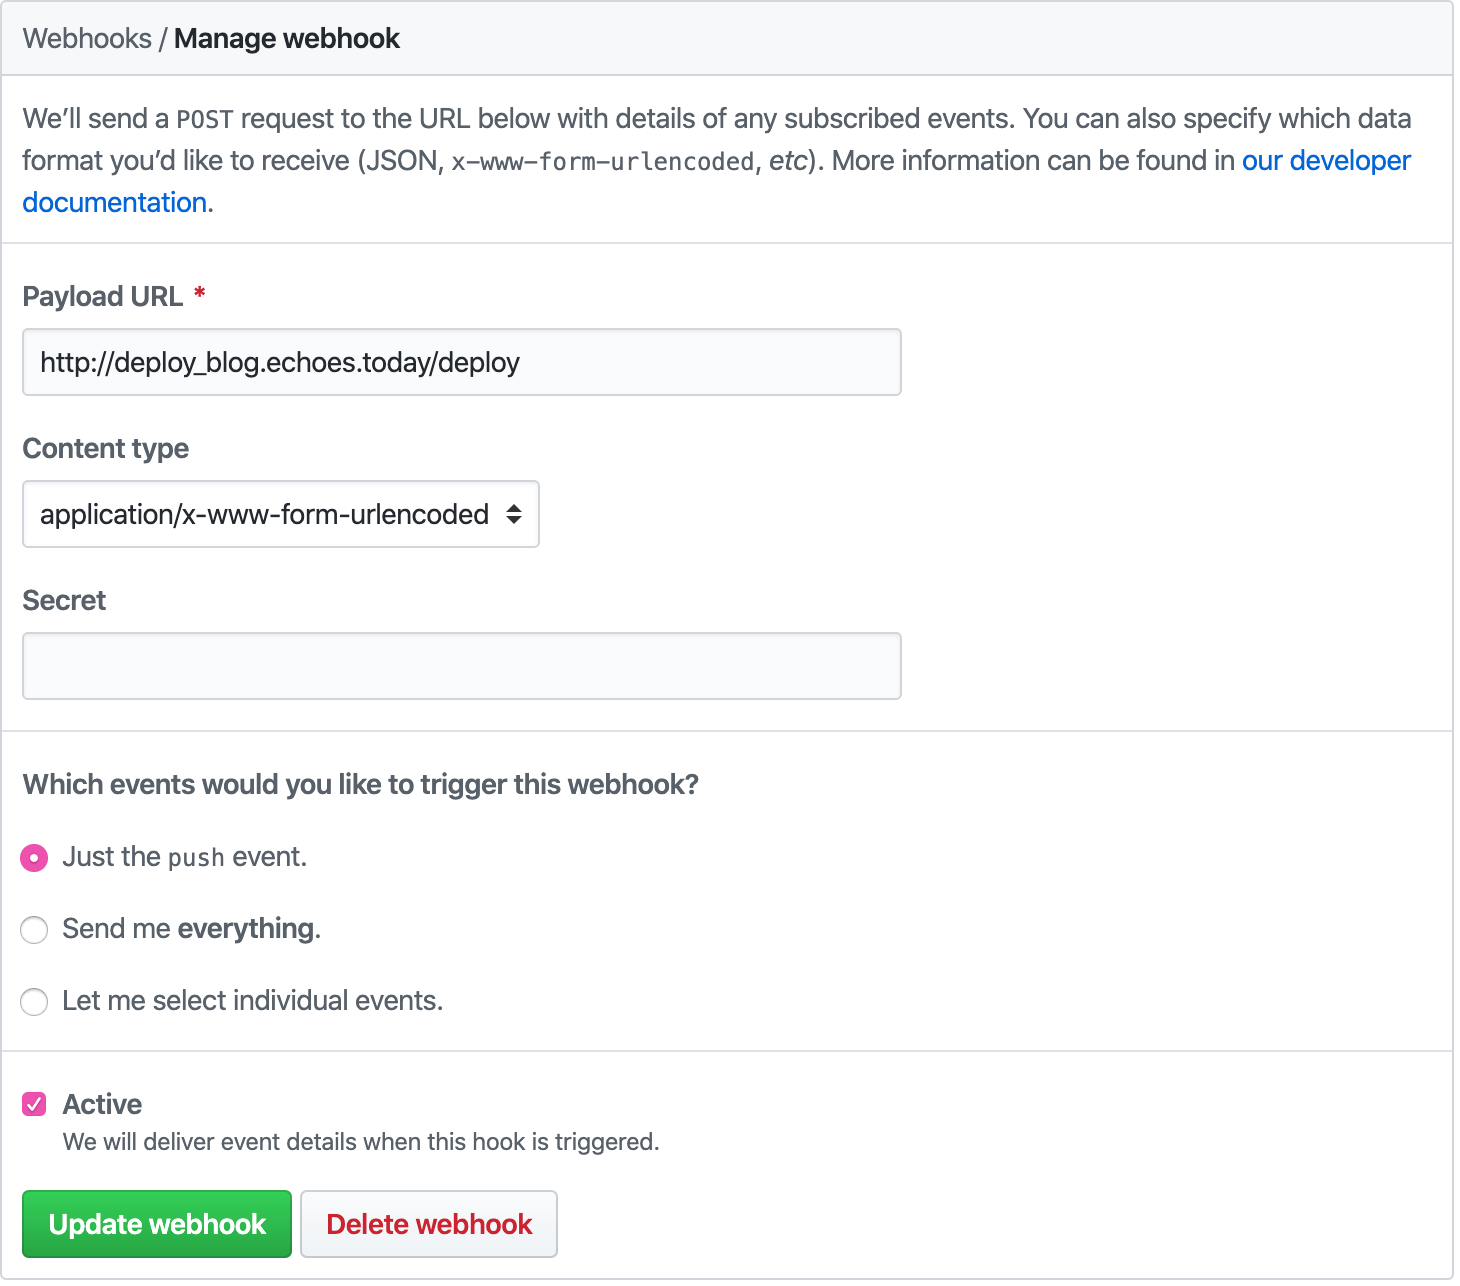 Webhooks / Manage webhook
We’ll send a POST request to the URL below with details of any subscribed events. You can also specify which data
format you’d like to receive (JSON, x-www-form-urlencoded, etc). More information can be found in our developer
documentation.
Payload URL *
http://deploy_blog.echoes.today/deploy
Content type
application/x-www-form-urlencoded
Secret
Which events would you like to trigger this webhook?
Just the push event.
Send me everything.
Let me select individual events.
Active
We will deliver event details when this hook is triggered.
Update webhook Delete webhook